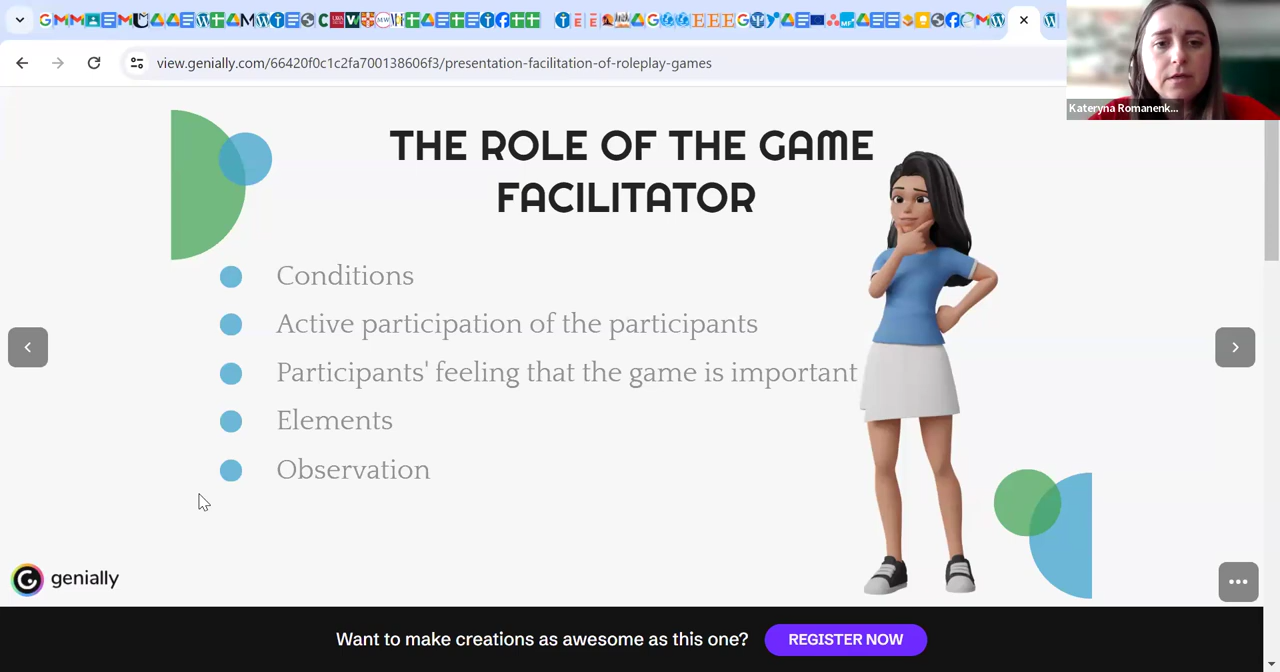 view.genially.com/66420f0c1c2fa700138606f3/presentation-facilitation-of-roleplay-games
Kateryna Romanenk...
THE ROLE OF THE GAME
FACILITATOR
Conditions
Active participation of the participants
Participants' feeling that the game is important
Elements
Observation
genially
Want to make creations as awesome as this one?
REGISTER NOW